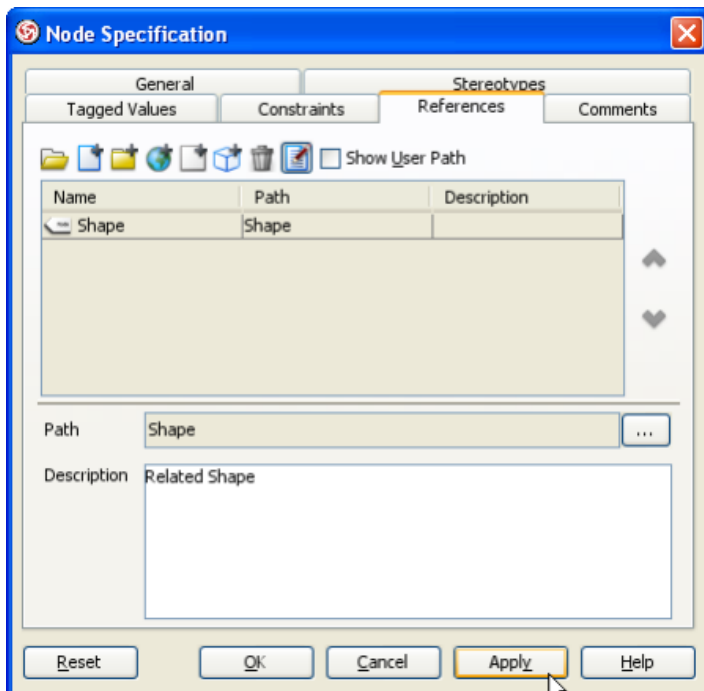 Node Specification
General Stereotypes
Tagged Values Constraints References Comments
Show User Path
Name Path Description
Shape Shape
Path Shape ...
Description Related Shape
Reset OK Cancel Apply Help